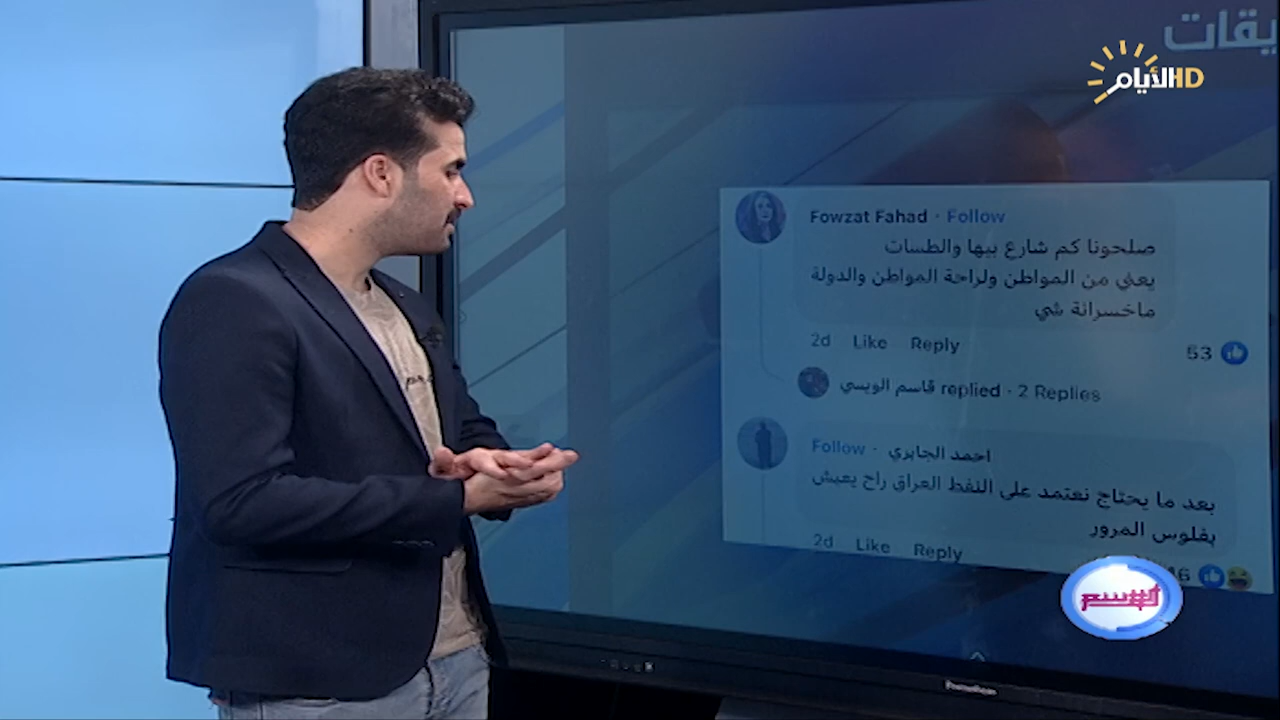 يقات
الأيام HD
Fowzat Fahad · Follow
صلحونا كم شارع بيها والطسات
يعني من المواطن ولراحة المواطن والدولة
ماخسرانة شي
2d Like Reply
53
قاسم الويسي replied · 2 Replies
احمد الجابري · Follow
بعد ما يحتاج نعتمد على النفط العراق راح يعيش
بفلوس المرور
2d Like Reply